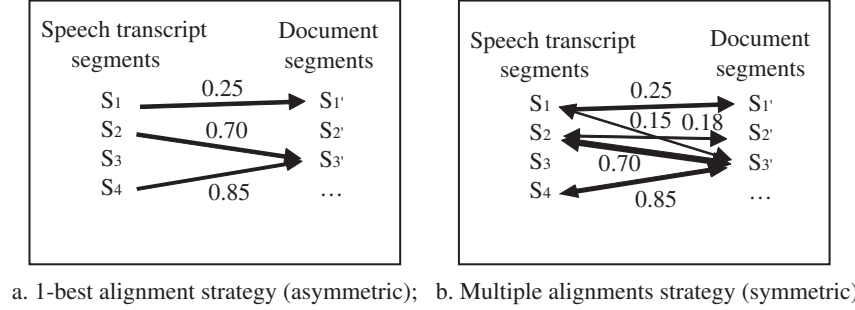 Speech transcript segments
Document segments
S1 0.25 S1'
S2 0.70 S2'
S3 S3'
S4 0.85 …
Speech transcript segments
Document segments
S1 0.25 S1'
0.15 0.18
S2 S2'
S3 0.70 S3'
S4 0.85 …
a. 1-best alignment strategy (asymmetric); b. Multiple alignments strategy (symmetric)